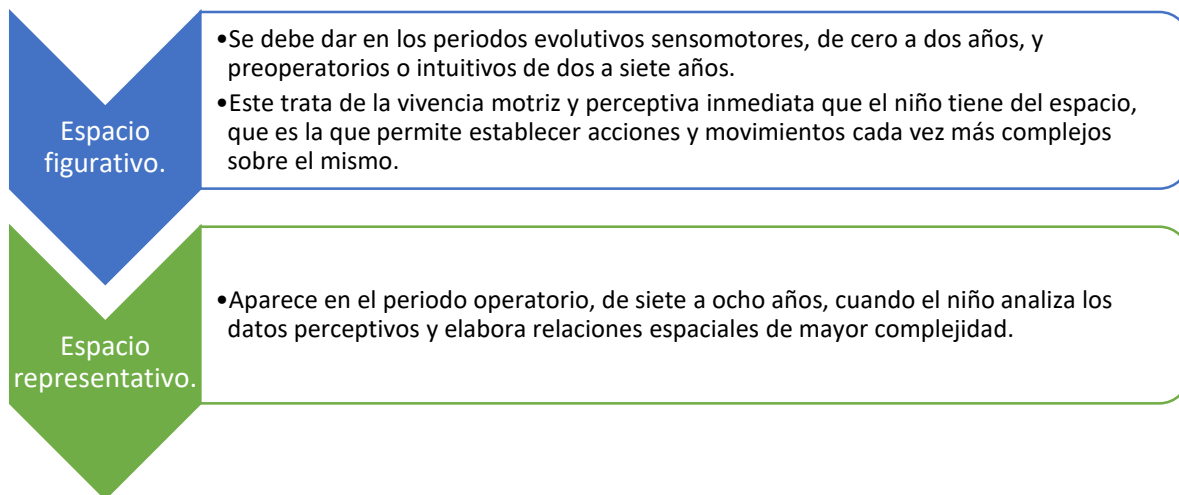 Espacio
figurativo.
•Se debe dar en los periodos evolutivos sensomotores, de cero a dos años, y
preoperatorios o intuitivos de dos a siete años.
•Este trata de la vivencia motriz y perceptiva inmediata que el niño tiene del espacio,
que es la que permite establecer acciones y movimientos cada vez más complejos
sobre el mismo.
Espacio
representativo.
•Aparece en el periodo operatorio, de siete a ocho años, cuando el niño analiza los
datos perceptivos y elabora relaciones espaciales de mayor complejidad.